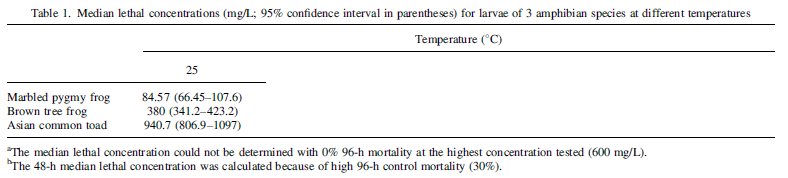 Table 1. Median lethal concentrations (mg/L; 95% confidence interval in parentheses) for larvae of 3 amphibian species at different temperatures
Temperature (°C)
25
Marbled pygmy frog 84.57 (66.45–107.6)
Brown tree frog 380 (341.2–423.2)
Asian common toad 940.7 (806.9–1097)
aThe median lethal concentration could not be determined with 0% 96-h mortality at the highest concentration tested (600 mg/L).
bThe 48-h median lethal concentration was calculated because of high 96-h control mortality (30%).